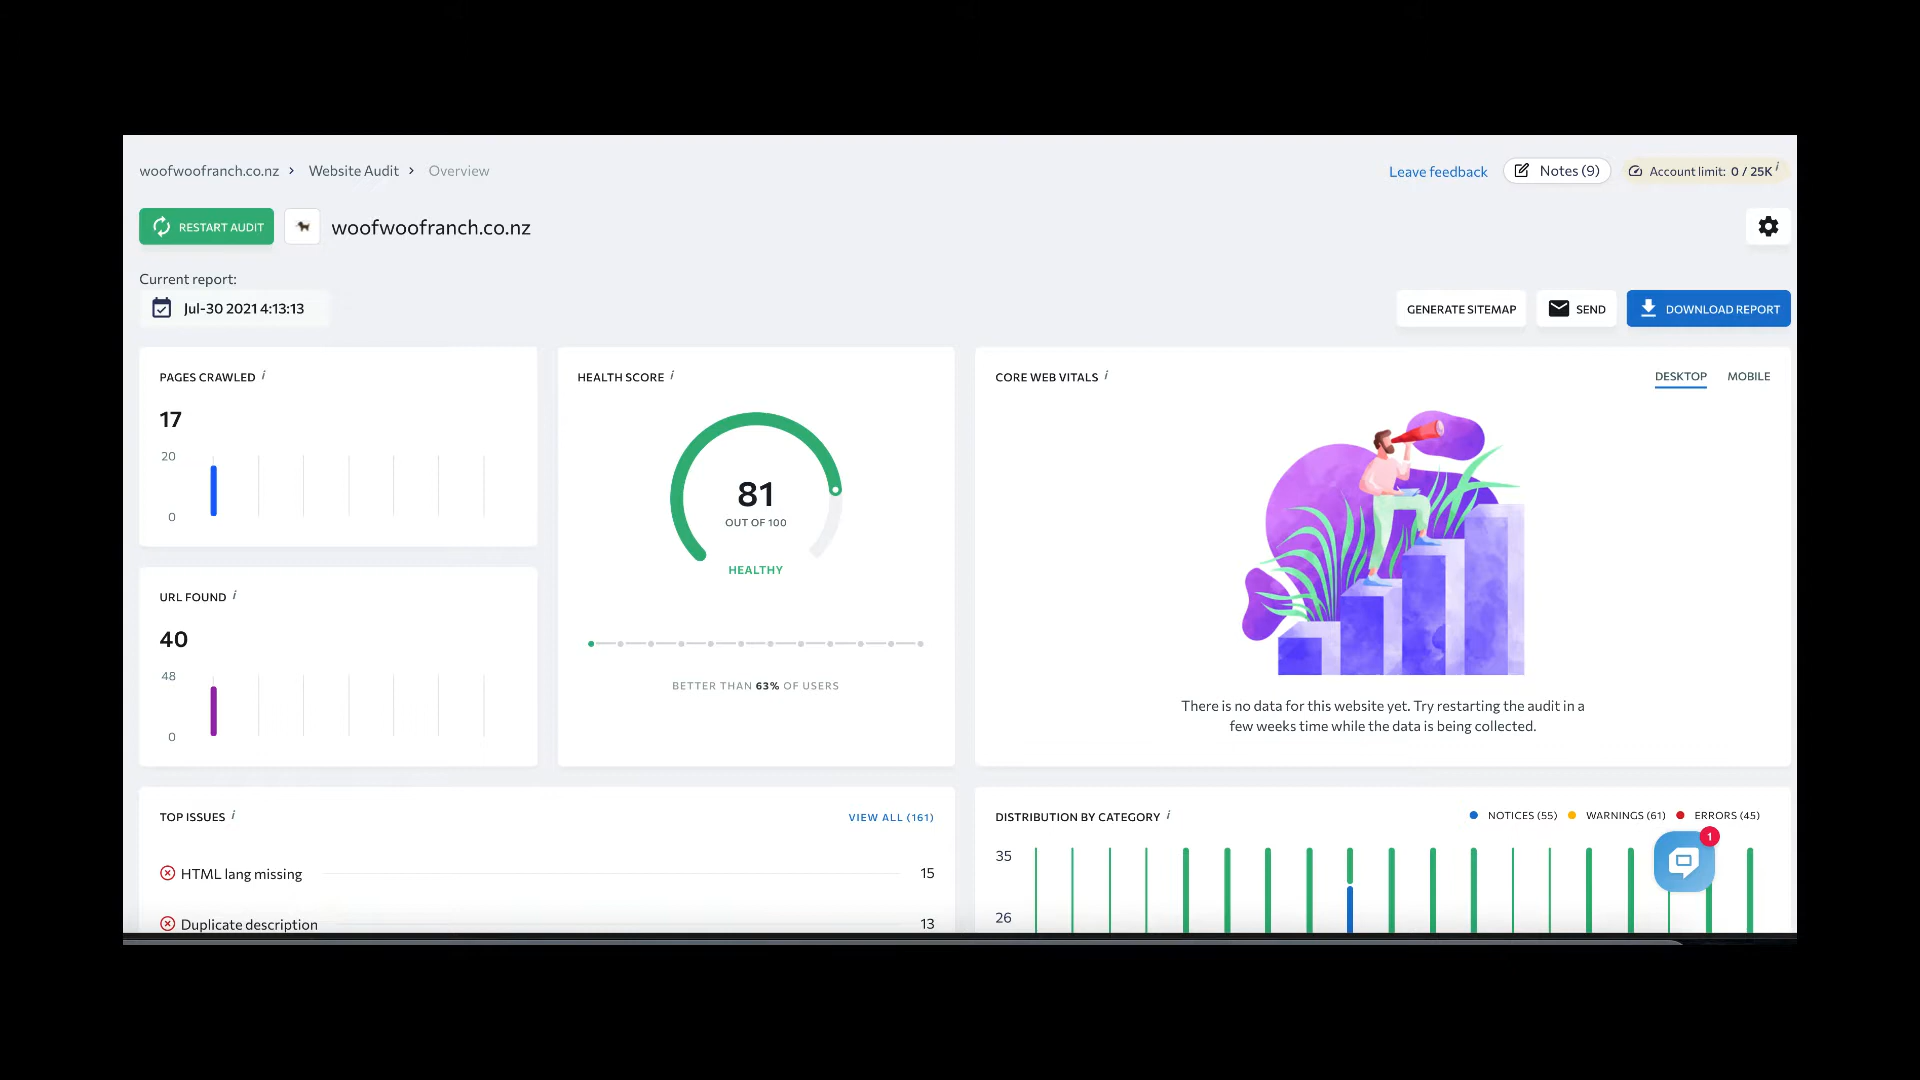 woofwoofranch.co.nz > Website Audit > Overview
Leave feedback
Notes (9)
Account limit: 0 / 25K i
RESTART AUDIT
woofwoofranch.co.nz
Current report:
Jul-30 2021 4:13:13
GENERATE SITEMAP
SEND
DOWNLOAD REPORT
PAGES CRAWLED i
17
20
0
HEALTH SCORE i
81
OUT OF 100
HEALTHY
BETTER THAN 63% OF USERS
CORE WEB VITALS i
DESKTOP
MOBILE
There is no data for this website yet. Try restarting the audit in a
few weeks time while the data is being collected.
URL FOUND i
40
48
0
TOP ISSUES i
VIEW ALL (161)
HTML lang missing 15
Duplicate description 13
DISTRIBUTION BY CATEGORY i
NOTICES (55) WARNINGS (61) ERRORS (45)
1
35
26